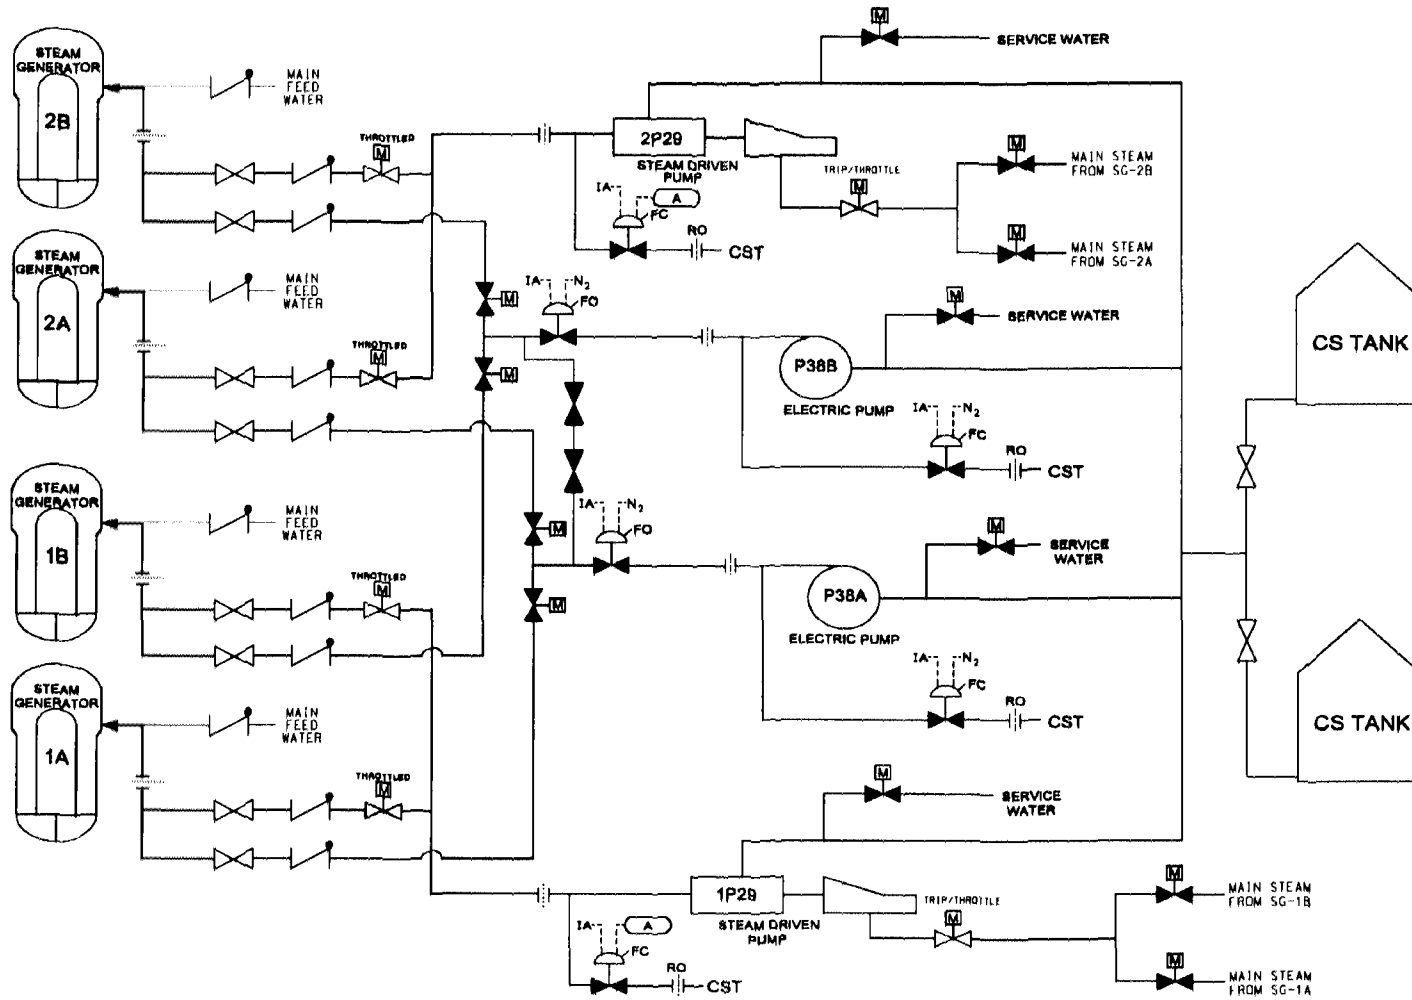 M
SERVICE WATER
STEAM
GENERATOR
2B
MAIN
FEED
WATER
THROTTLED
M
2P29
STEAM DRIVEN
PUMP
IA
A
FC
RO
CST
TRIP/THROTTLE
M
M
MAIN STEAM
FROM SG-2B
M
MAIN STEAM
FROM SG-2A
STEAM
GENERATOR
2A
MAIN
FEED
WATER
THROTTLED
M
M
M
IA
N2
FO
M
SERVICE WATER
P38B
ELECTRIC PUMP
IA
N2
FC
RO
CST
CS TANK
STEAM
GENERATOR
1B
MAIN
FEED
WATER
THROTTLED
M
M
M
IA
N2
FO
M
SERVICE
WATER
P38A
ELECTRIC PUMP
IA
N2
FC
RO
CST
CS TANK
STEAM
GENERATOR
1A
MAIN
FEED
WATER
THROTTLED
M
M
SERVICE
WATER
1P29
STEAM DRIVEN
PUMP
IA
A
FC
RO
CST
TRIP/THROTTLE
M
M
MAIN STEAM
FROM SG-1B
M
MAIN STEAM
FROM SG-1A